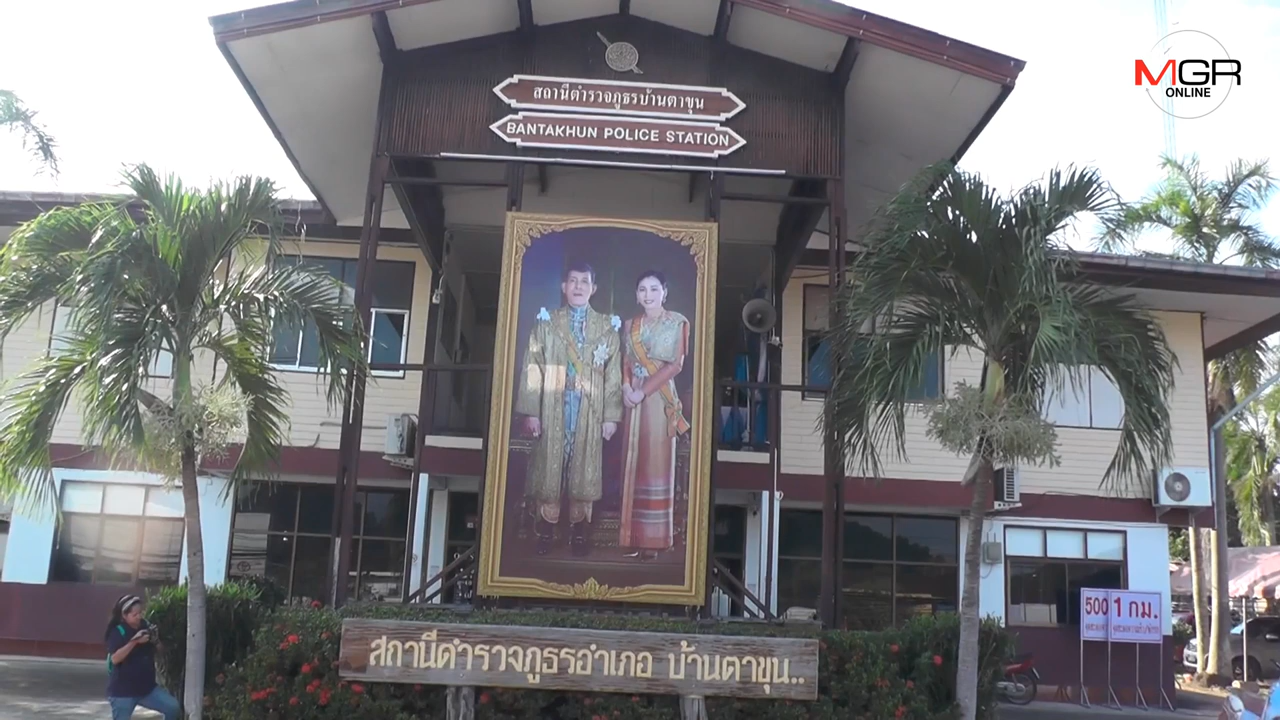 MGR
ONLINE
สถานีตำรวจภูธรบ้านตาขุน
BANTAKHUN POLICE STATION
500
1 กม.
สถานีตำรวจภูธรอำเภอ บ้านตาขุน..